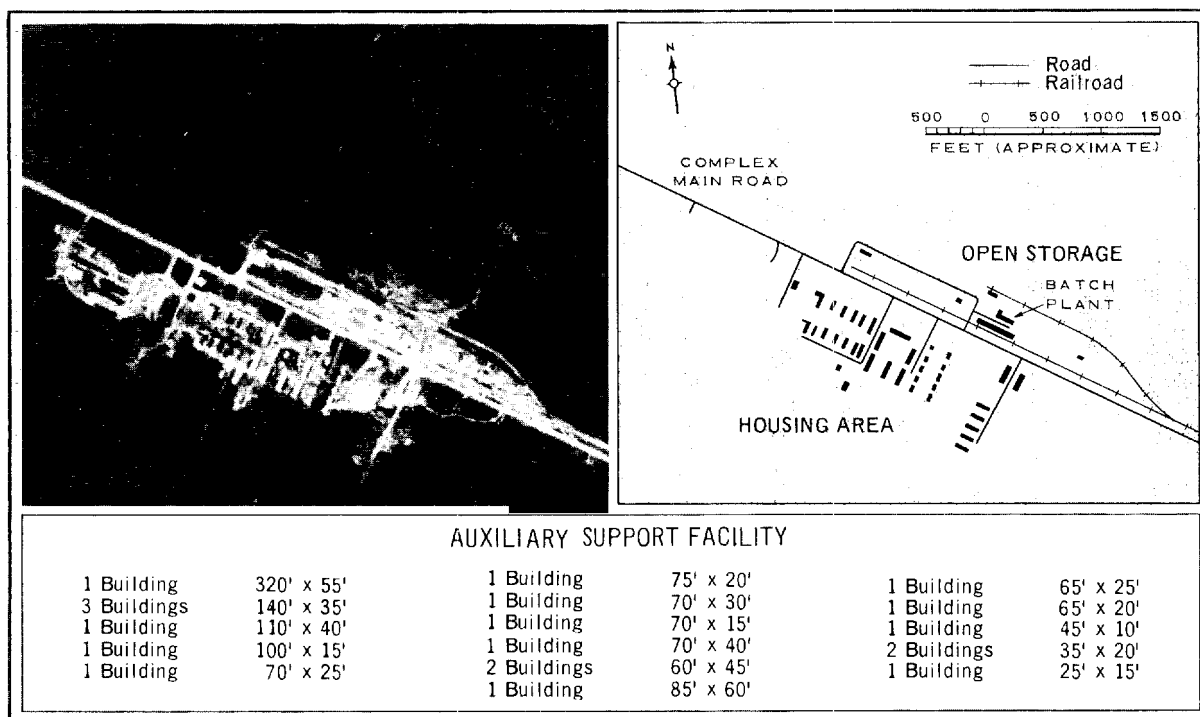 N
Road
Railroad
500 0 500 1000 1500
FEET (APPROXIMATE)
COMPLEX
MAIN ROAD
OPEN STORAGE
BATCH
PLANT
HOUSING AREA
AUXILIARY SUPPORT FACILITY
1 Building 320' x 55'
3 Buildings 140' x 35'
1 Building 110' x 40'
1 Building 100' x 15'
1 Building 70' x 25'
1 Building 75' x 20'
1 Building 70' x 30'
1 Building 70' x 15'
1 Building 70' x 40'
2 Buildings 60' x 45'
1 Building 85' x 60'
1 Building 65' x 25'
1 Building 65' x 20'
1 Building 45' x 10'
2 Buildings 35' x 20'
1 Building 25' x 15'